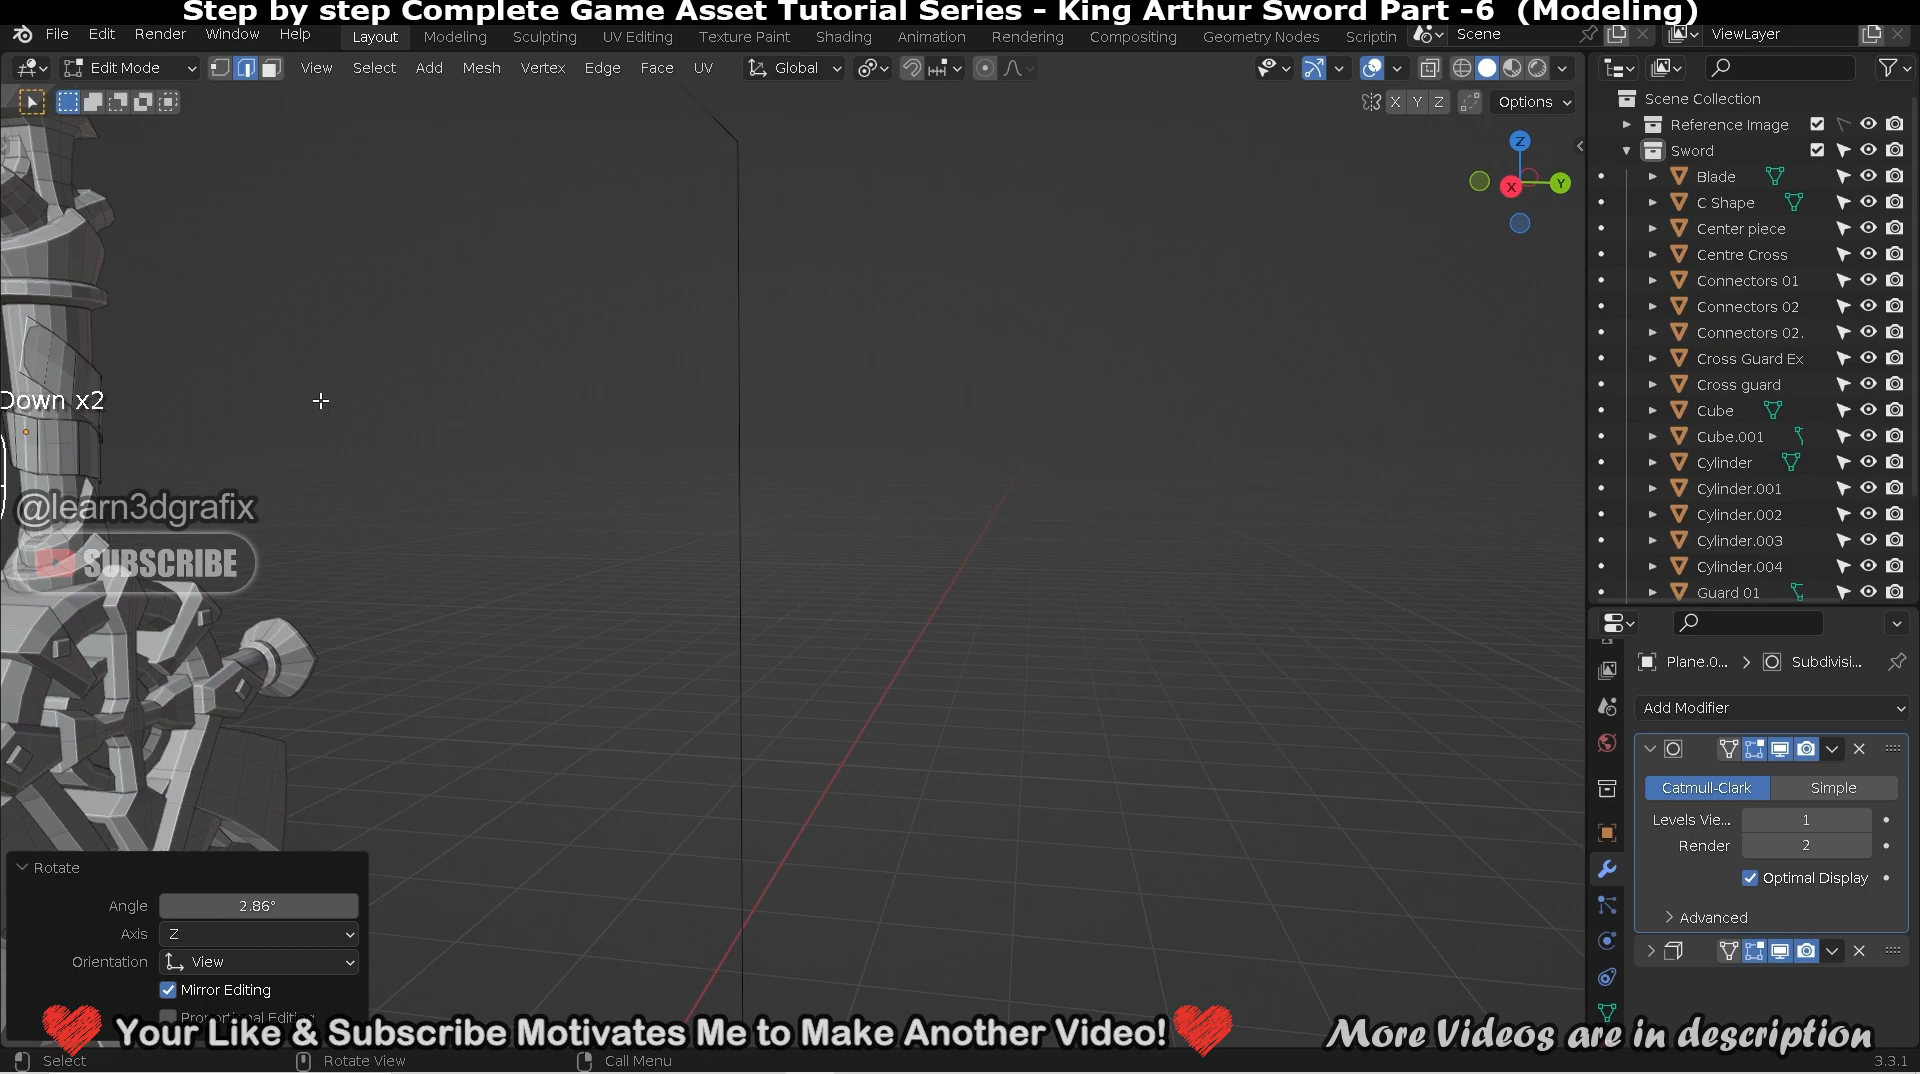 Step by step Complete Game Asset Tutorial Series - King Arthur Sword Part -6 (Modeling)
File Edit Render Window Help Layout Modeling Sculpting UV Editing Texture Paint Shading Animation Rendering Compositing Geometry Nodes Scriptin Scene ViewLayer
Edit Mode View Select Add Mesh Vertex Edge Face UV Global
X Y Z Options
Z
X Y
Down x2
@learn3dgrafix
SUBSCRIBE
Scene Collection
Reference Image
Sword
Blade
C Shape
Center piece
Centre Cross
Connectors 01
Connectors 02
Connectors 02.
Cross Guard Ex
Cross guard
Cube
Cube.001
Cylinder
Cylinder.001
Cylinder.002
Cylinder.003
Cylinder.004
Guard 01
Plane.0... Subdivisi...
Add Modifier
Catmull-Clark Simple
Levels Vie... 1
Render 2
Optimal Display
Advanced
Rotate
Angle 2.86°
Axis Z
Orientation View
Mirror Editing
Proportional Editing
Your Like & Subscribe Motivates Me to Make Another Video! More Videos are in description
Select Rotate View Call Menu 3.3.1